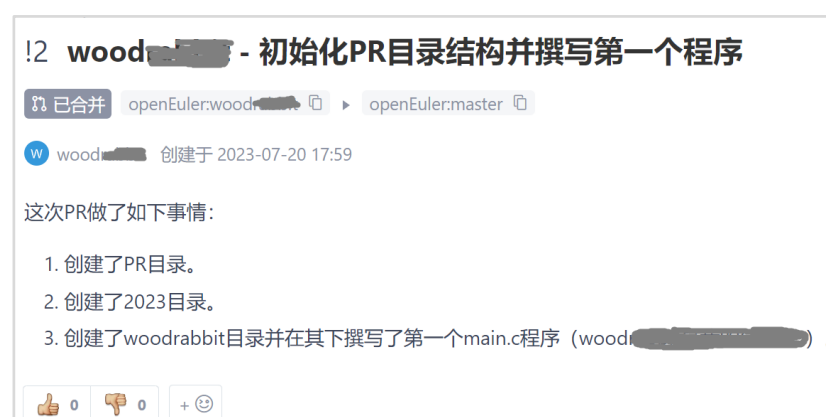 !2 wood - 初始化PR目录结构并撰写第一个程序
已合并 openEuler:wood openEuler:master
W wood 创建于 2023-07-20 17:59
这次PR做了如下事情：
1. 创建了PR目录。
2. 创建了2023目录。
3. 创建了woodrabbit目录并在其下撰写了第一个main.c程序（wood）
0 0 +